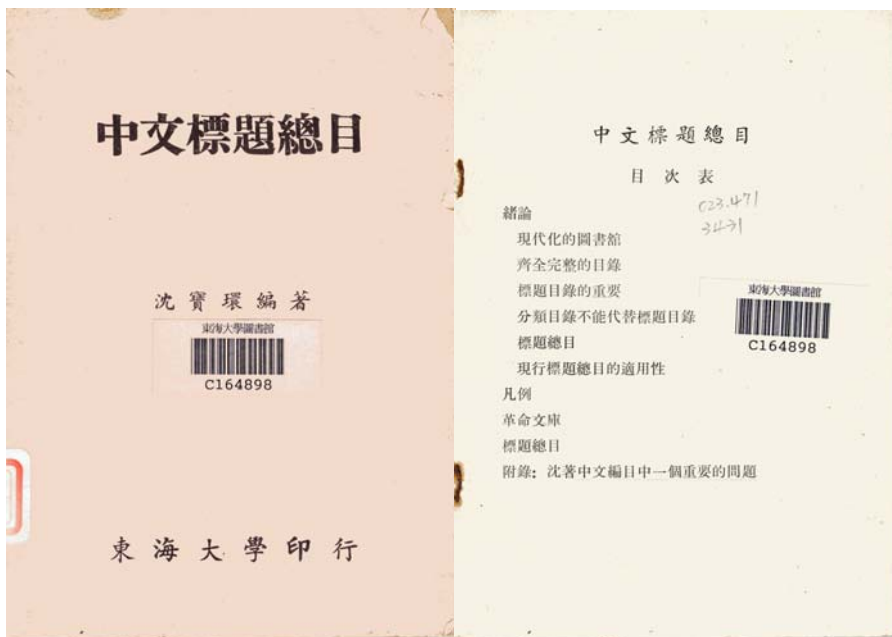 中文標題總目
沈寶環編著
東海大學圖書館
C164898
東海大學印行
中文標題總目
目次表
023.471
3431
緒論
現代化的圖書舘
齊全完整的目錄
標題目錄的重要
分類目錄不能代替標題目錄
標題總目
現行標題總目的適用性
凡例
革命文庫
標題總目
附錄：沈著中文編目中一個重要的問題
東海大學圖書館
C164898